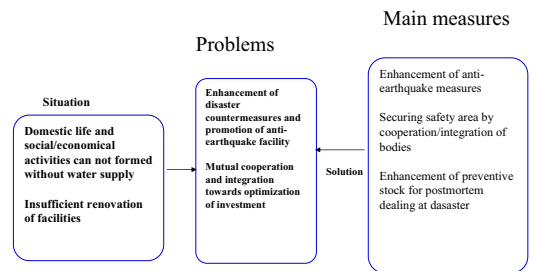 Main measures
Problems
Situation
Domestic life and
social/economical
activities can not formed
without water supply
Insufficient renovation
of facilities
Enhancement of
disaster
countermeasures and
promotion of anti-
earthquake facility
Mutual cooperation
and integration
towards optimization
of investment
Solution
Enhancement of anti-
earthquake measures
Securing safety area by
cooperation/integration of
bodies
Enhancement of preventive
stock for postmortem
dealing at dasaster